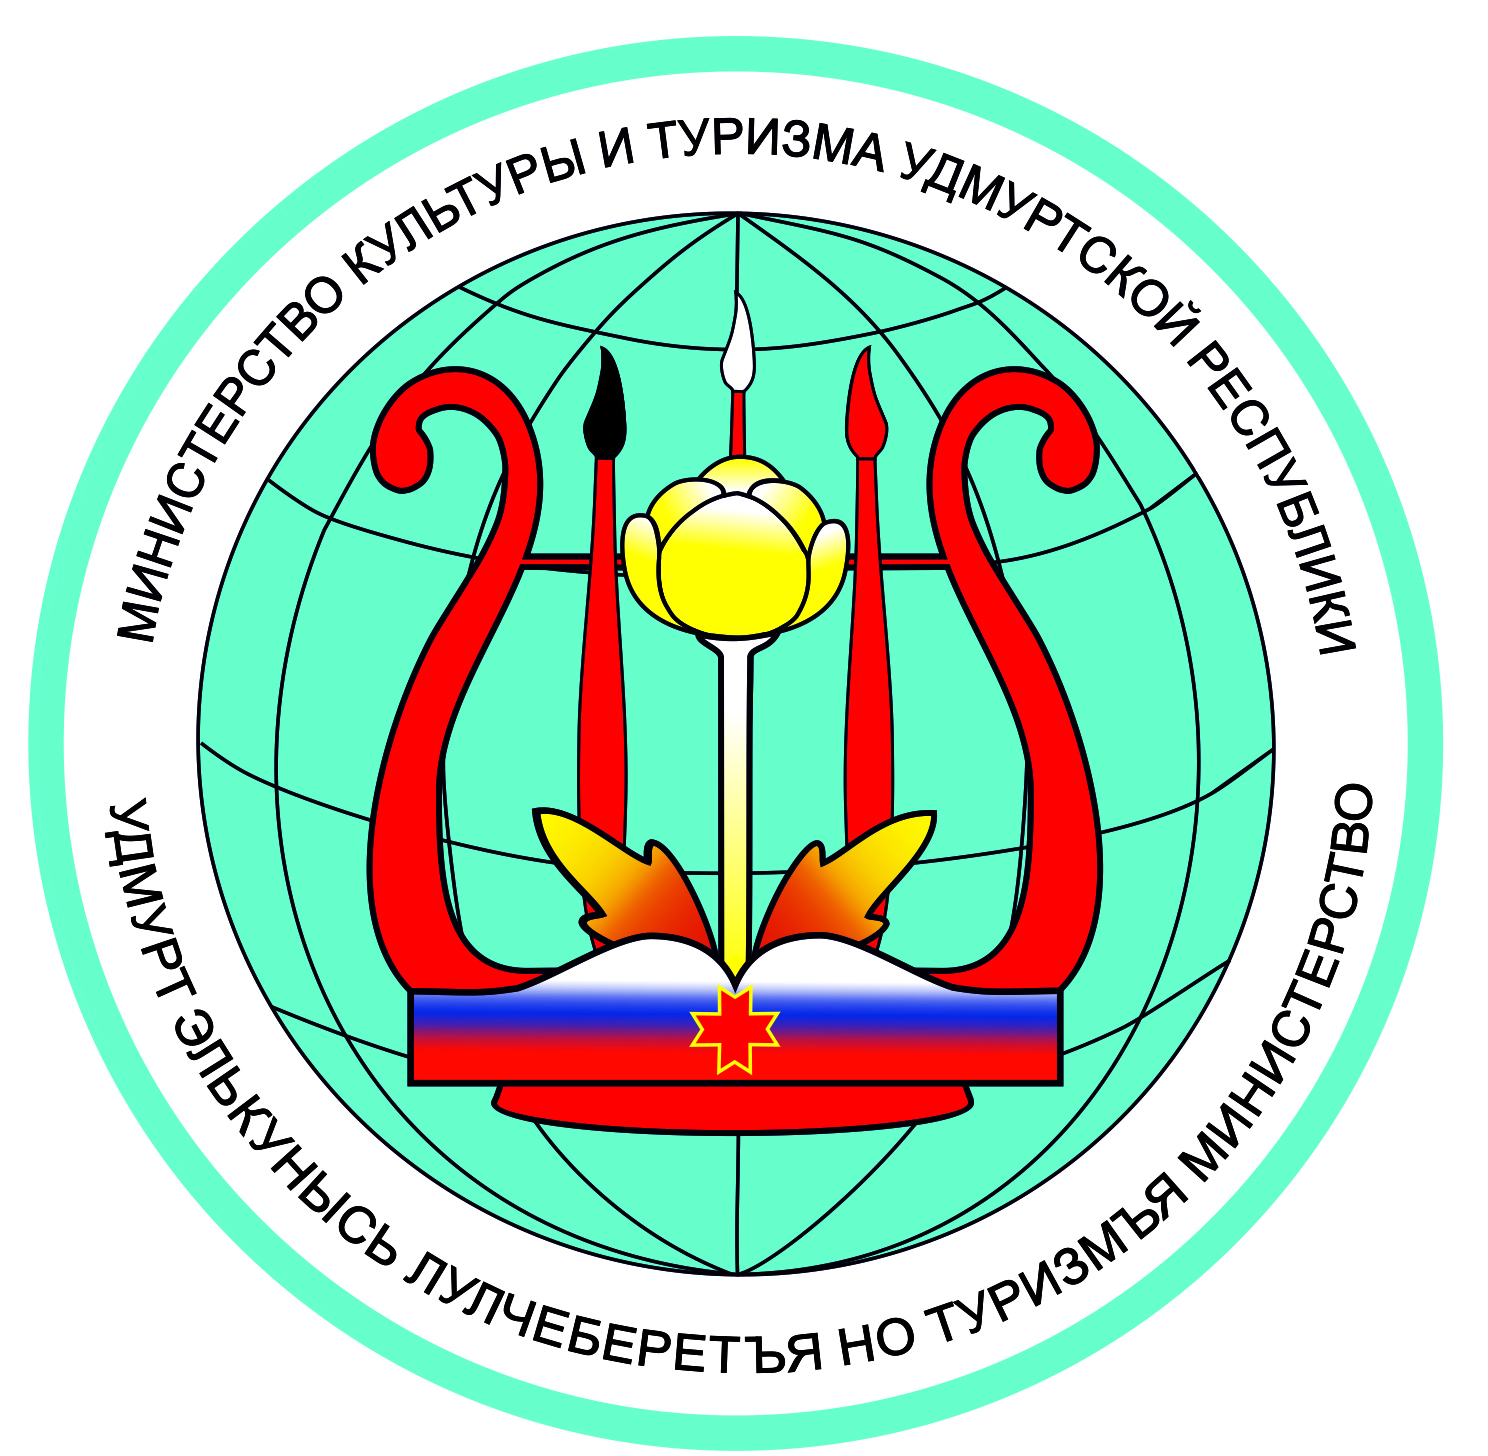 МИНИСТЕРСТВО КУЛЬТУРЫ И ТУРИЗМА УДМУРТСКОЙ РЕСПУБЛИКИ
УДМУРТ ЭЛЬКУНЫСЬ ЛУЛЧЕБЕРЕТЪЯ НО ТУРИЗМЪЯ МИНИСТЕРСТВО